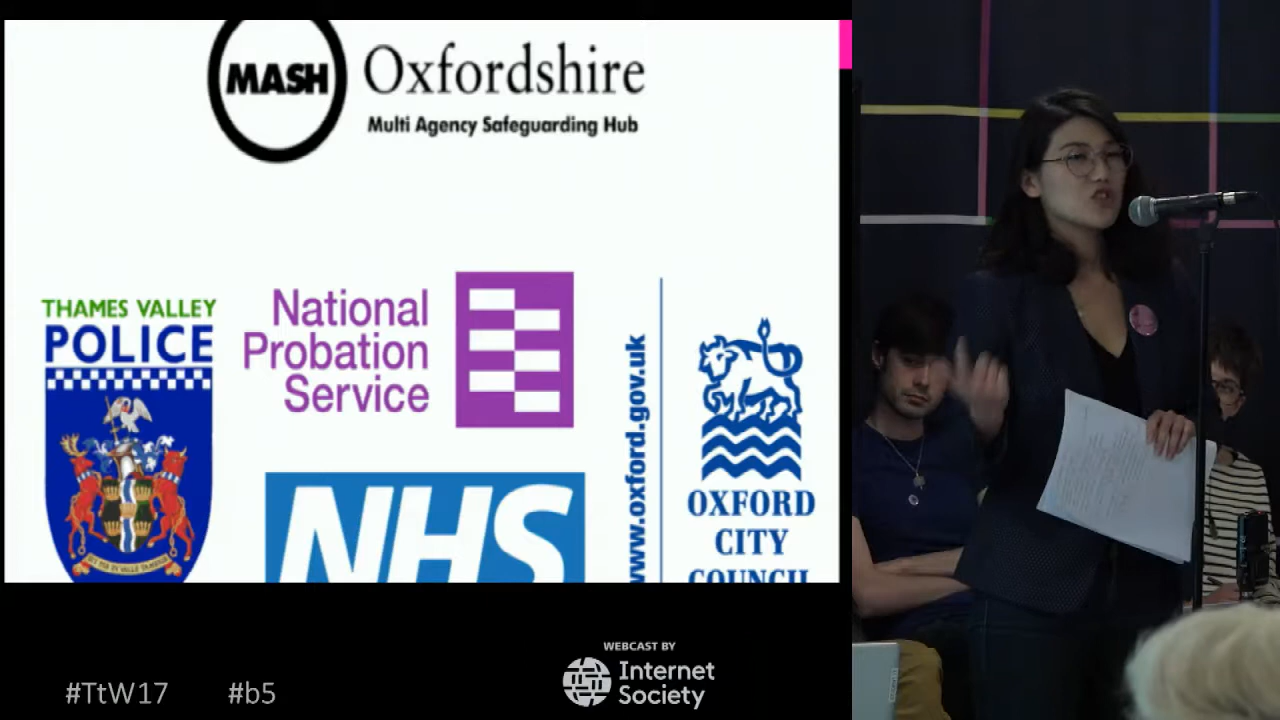 MASH
Oxfordshire
Multi Agency Safeguarding Hub
THAMES VALLEY
POLICE
National
Probation
Service
NHS
www.oxford.gov.uk
OXFORD
CITY
COUNCIL
#TtW17
#b5
WEBCAST BY
Internet
Society